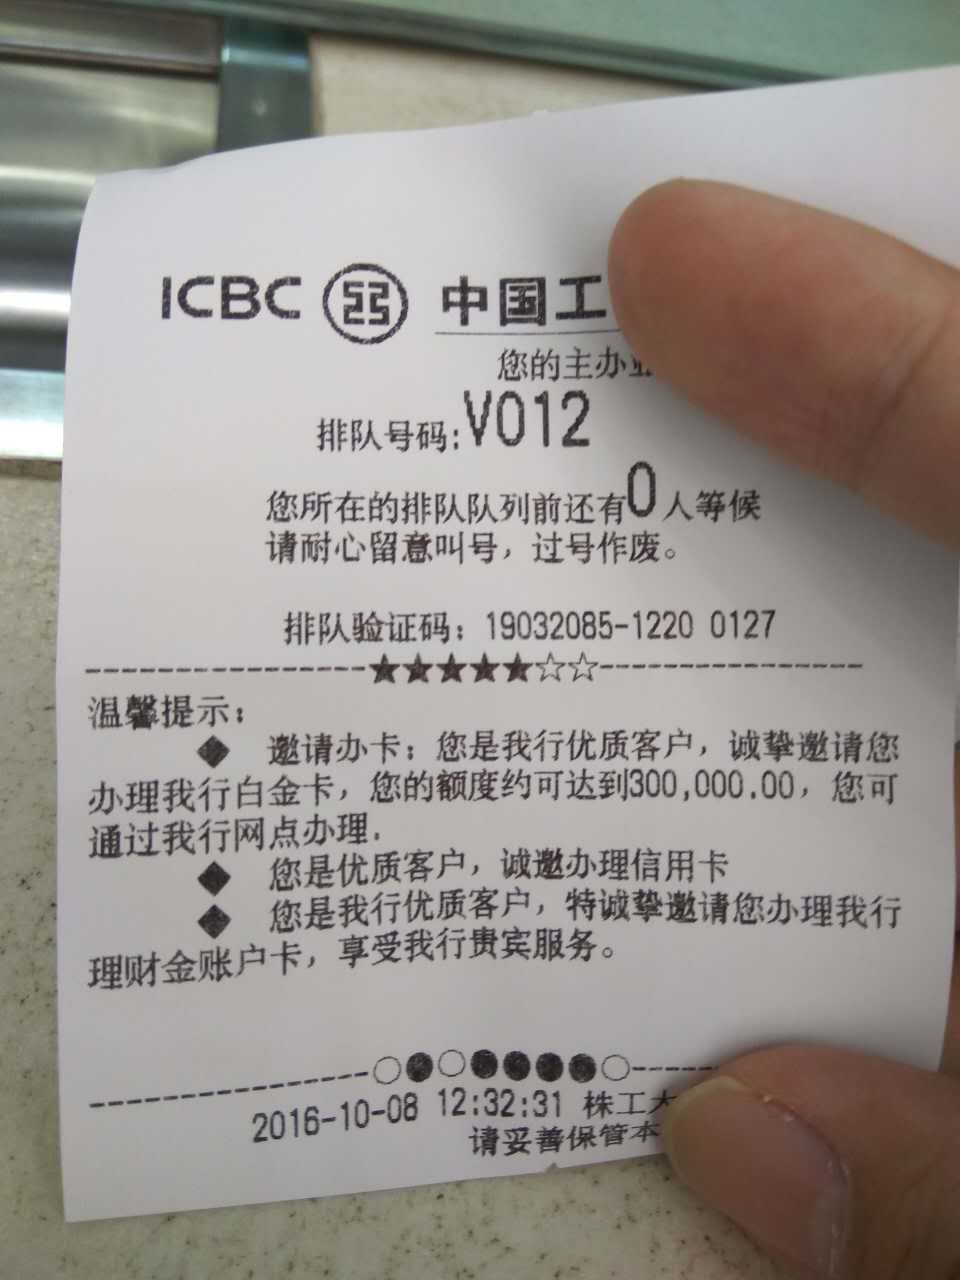 ICBC 中国工
您的主办
排队号码:V012
您所在的排队队列前还有0人等候
请耐心留意叫号，过号作废。
排队验证码：19032085-1220 0127
------------------★★★★★☆☆------------------
温馨提示：
◆ 邀请办卡：您是我行优质客户，诚挚邀请您
办理我行白金卡，您的额度约可达到300,000.00，您可
通过我行网点办理.
◆ 您是优质客户，诚邀办理信用卡
◆ 您是我行优质客户，特诚挚邀请您办理我行
理财金账户卡，享受我行贵宾服务。
------------------○●○●●●●○------
2016-10-08 12:32:31 株工大
请妥善保管本